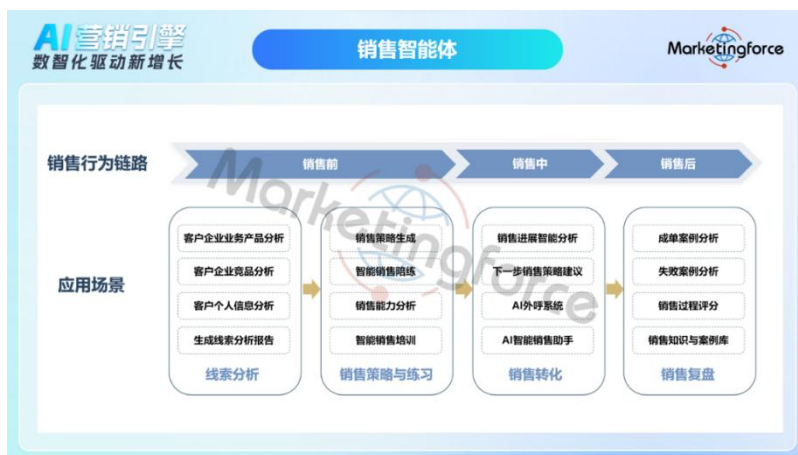 AI营销引擎
数智化驱动新增长
销售智能体
Marketingforce
销售行为链路
销售前
销售中
销售后
应用场景
客户企业业务产品分析
客户企业竞品分析
客户个人信息分析
生成线索分析报告
线索分析
销售策略生成
智能销售陪练
销售能力分析
智能销售培训
销售策略与练习
销售进展智能分析
下一步销售策略建议
AI外呼系统
AI智能销售助手
销售转化
成单案例分析
失败案例分析
销售过程评分
销售知识与案例库
销售复盘
Marketingforce